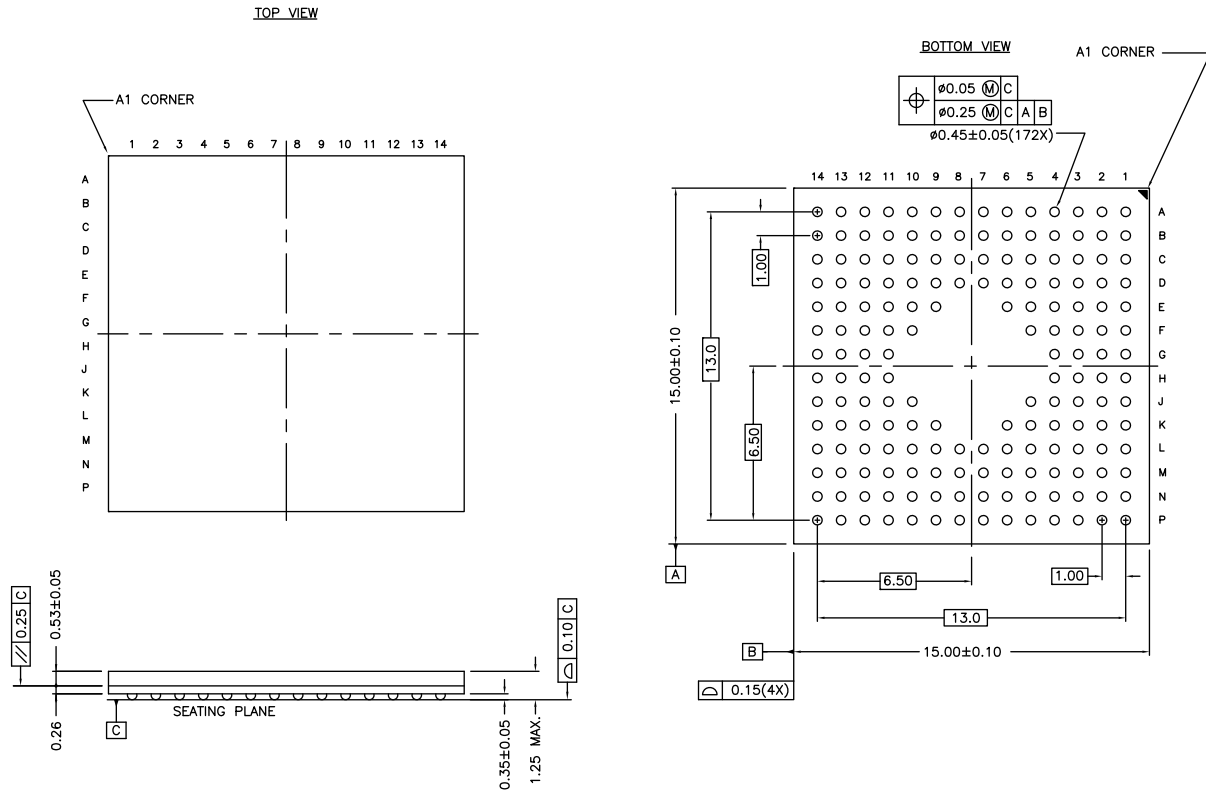 TOP VIEW
A1 CORNER
1 2 3 4 5 6 7 8 9 10 11 12 13 14
A
B
C
D
E
F
G
H
J
K
L
M
N
P
0.25 C
0.53±0.05
0.26
C
SEATING PLANE
0.35±0.05
1.25 MAX.
0.10 C
BOTTOM VIEW
A1 CORNER
ø0.05 Ⓜ C
ø0.25 Ⓜ C A B
ø0.45±0.05(172X)
14 13 12 11 10 9 8 7 6 5 4 3 2 1
A
B
C
D
E
F
G
H
J
K
L
M
N
P
1.00
13.0
15.00±0.10
6.50
A
6.50
1.00
13.0
B
15.00±0.10
0.15(4X)